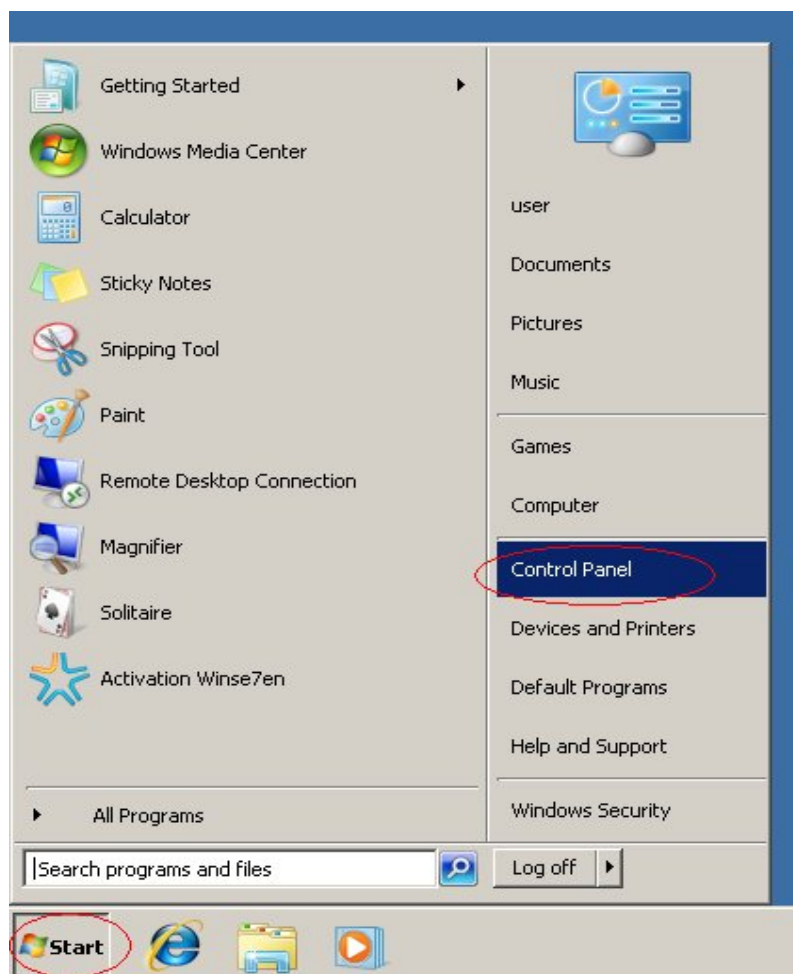 Getting Started
Windows Media Center
Calculator
Sticky Notes
Snipping Tool
Paint
Remote Desktop Connection
Magnifier
Solitaire
Activation Winse7en
All Programs
Search programs and files
user
Documents
Pictures
Music
Games
Computer
Control Panel
Devices and Printers
Default Programs
Help and Support
Windows Security
Log off
Start